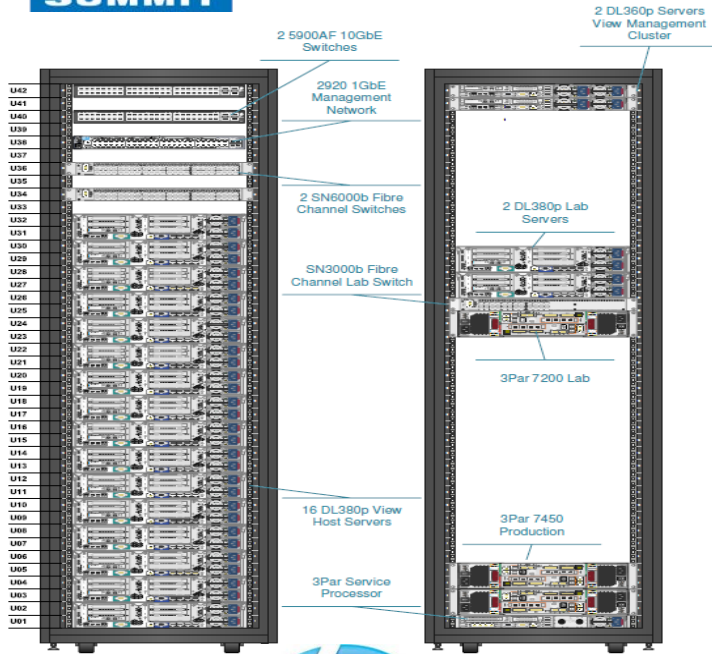 SUMMIT
2 5900AF 10GbE
Switches
2920 1GbE
Management
Network
2 SN6000b Fibre
Channel Switches
SN3000b Fibre
Channel Lab Switch
16 DL380p View
Host Servers
3Par Service
Processor
2 DL360p Servers
View Management
Cluster
2 DL380p Lab
Servers
3Par 7200 Lab
3Par 7450
Production
U42
U41
U40
U39
U38
U37
U36
U35
U34
U33
U32
U31
U30
U29
U28
U27
U26
U25
U24
U23
U22
U21
U20
U19
U18
U17
U16
U15
U14
U13
U12
U11
U10
U09
U08
U07
U06
U05
U04
U03
U02
U01